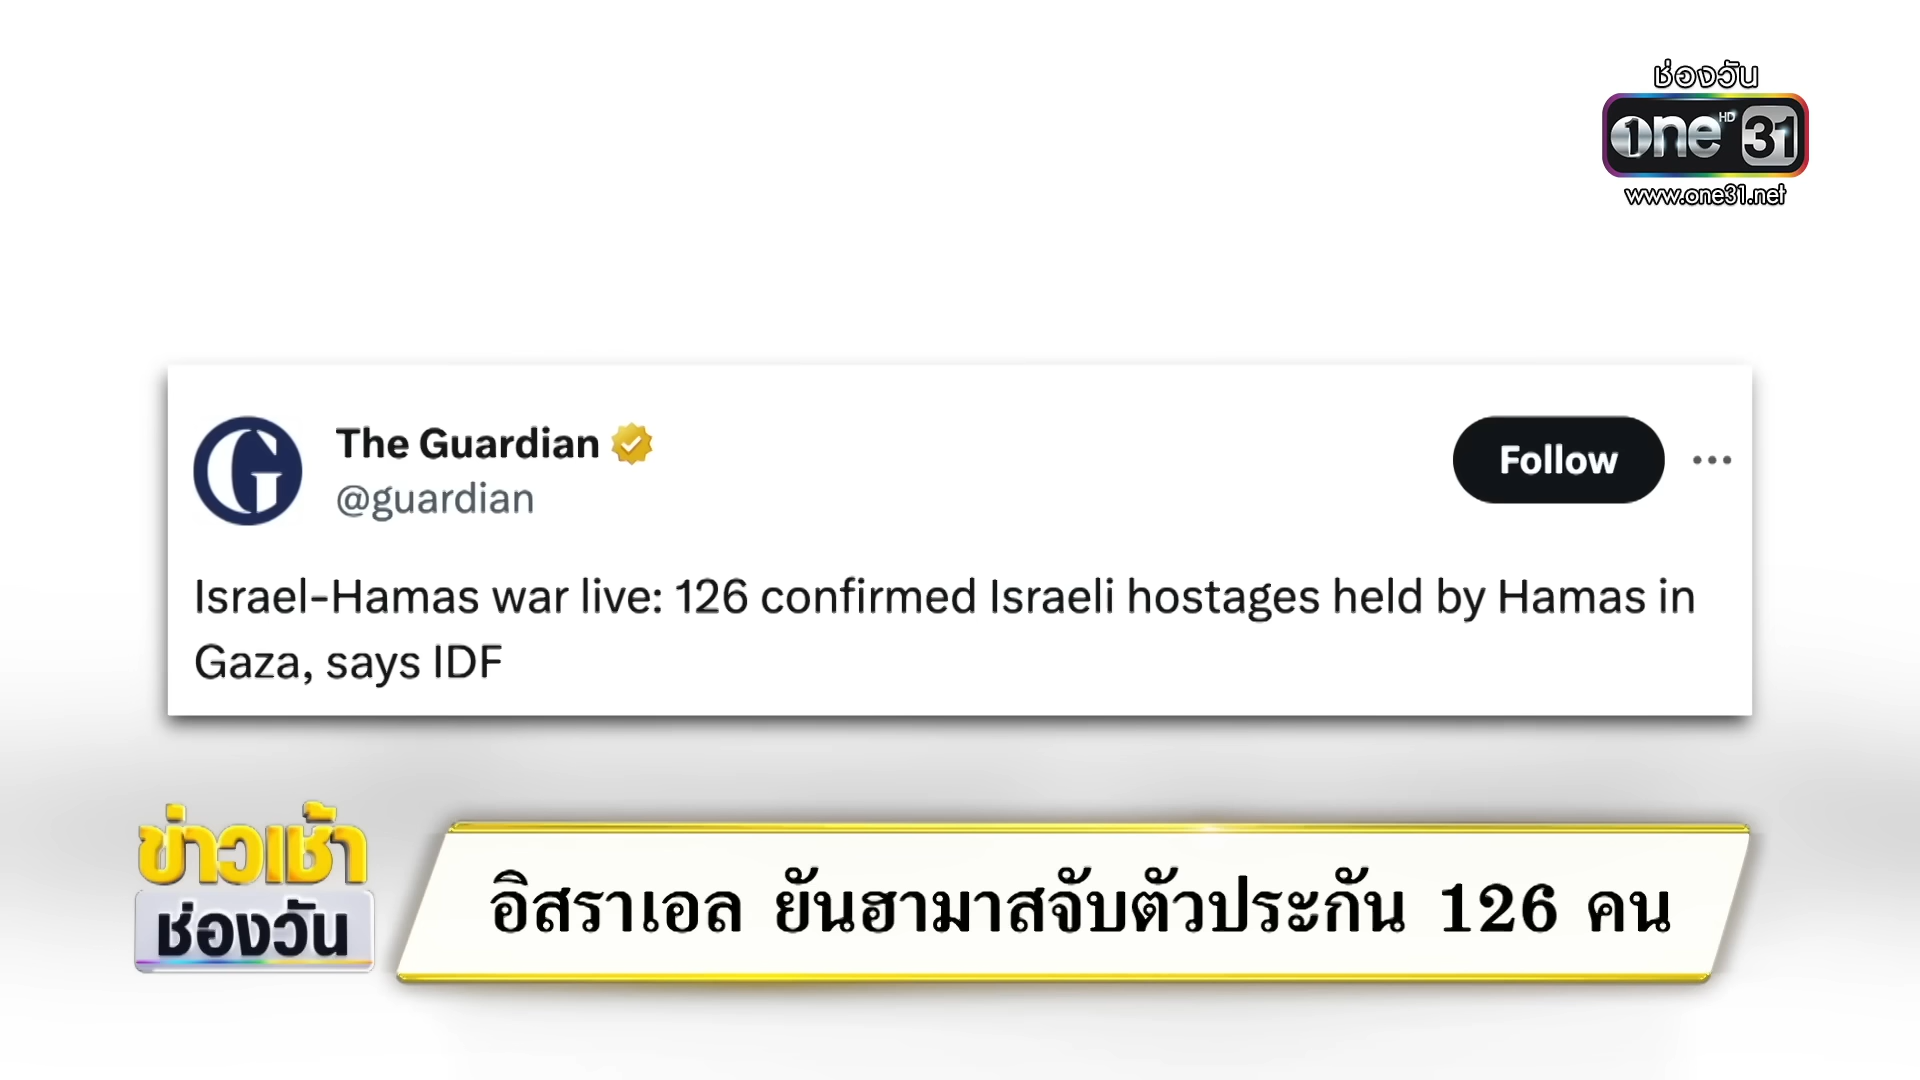 ช่องวัน
one HD 31
www.one31.net
The Guardian
@guardian
Follow
Israel-Hamas war live: 126 confirmed Israeli hostages held by Hamas in
Gaza, says IDF
ข่าวเช้า
ช่องวัน
อิสราเอล ยันฮามาสจับตัวประกัน 126 คน